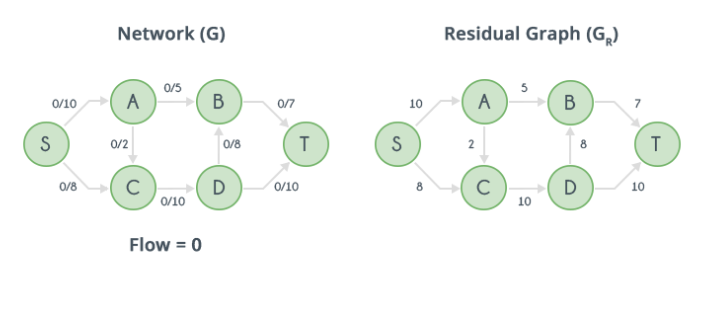 Network (G)
Residual Graph (G_R)
0/5
5
0/10
A
B
0/7
10
A
B
7
S
0/2
0/8
T
S
2
8
T
0/8
C
D
0/10
8
C
D
10
0/10
10
Flow = 0